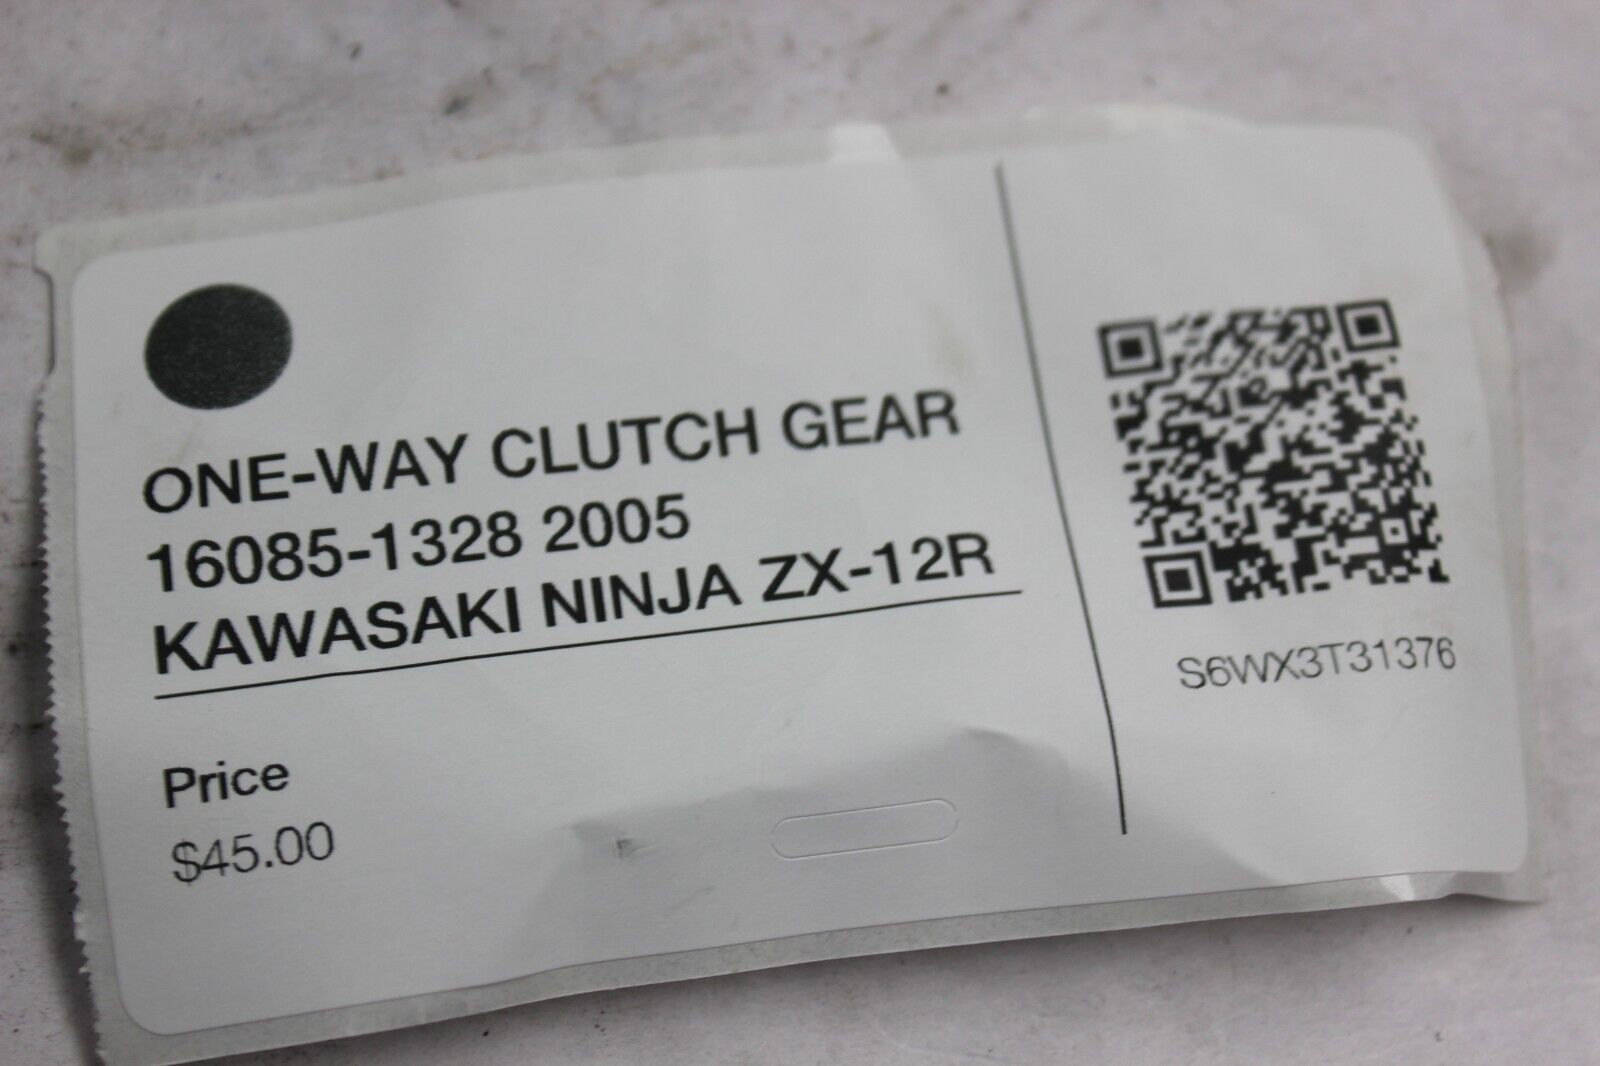 ONE-WAY CLUTCH GEAR
16085-1328 2005
KAWASAKI NINJA ZX-12R
Price
$45.00
S6WX3T31376